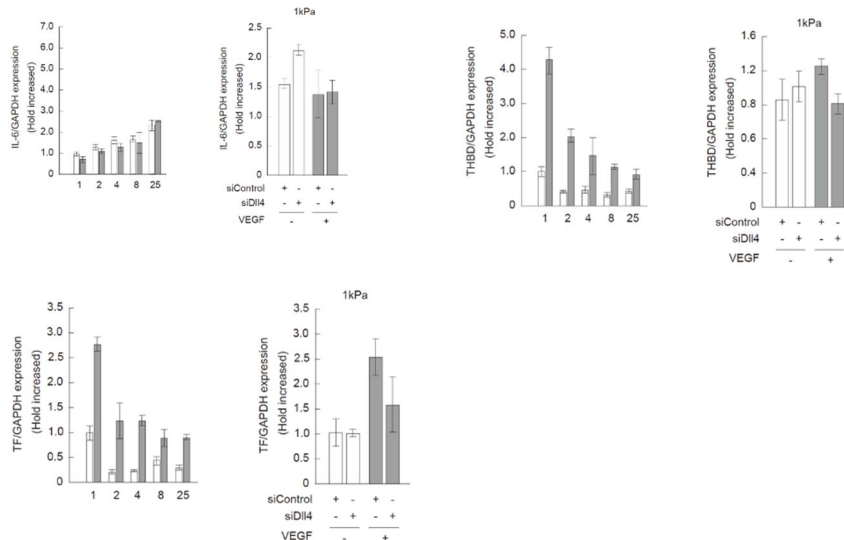 IL-6/GAPDH expression
(Hold increased)
7.0
6.0
5.0
4.0
3.0
2.0
1.0
0
1 2 4 8 25
1kPa
IL-6/GAPDH expression
(Hold increased)
2.5
2.0
1.5
1.0
0.5
0
siControl + - + -
siDll4 - + - +
VEGF - +
THBD/GAPDH expression
(Hold increased)
5.0
4.0
3.0
2.0
1.0
0
1 2 4 8 25
1kPa
THBD/GAPDH expression
(Hold increased)
1.6
1.2
1.2
0.8
0.6
0
siControl + - + -
siDll4 - + - +
VEGF - +
TF/GAPDH expression
(Hold increased)
3.5
3.0
2.5
2.0
1.5
1.0
0.5
0
1 2 4 8 25
1kPa
TF/GAPDH expression
(Hold increased)
3.5
3.0
2.5
2.0
1.5
1.0
0.5
0
siControl + - + -
siDll4 - + - +
VEGF - +